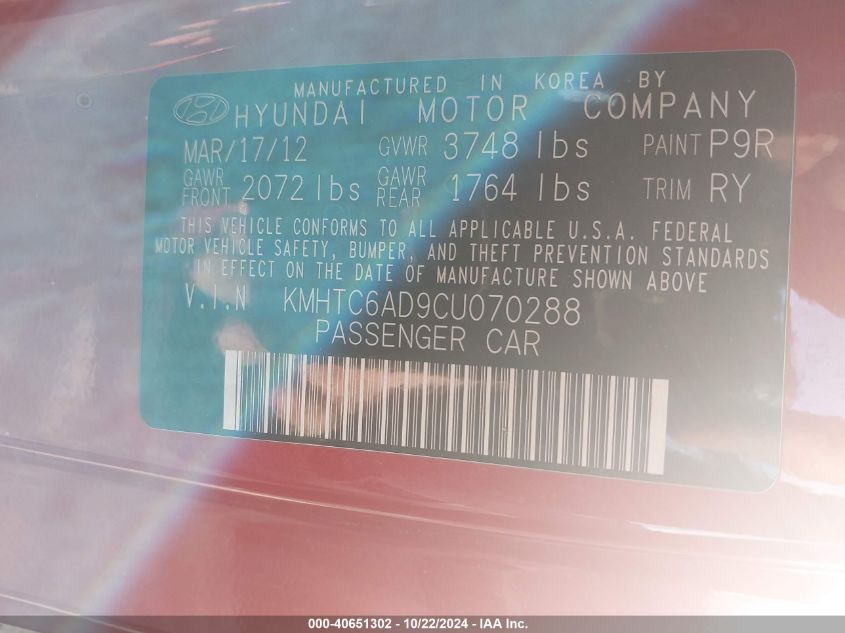 MANUFACTURED IN KOREA BY
HYUNDAI MOTOR COMPANY
MAR/17/12 GVWR 3748 lbs PAINT P9R
GAWR FRONT 2072 lbs GAWR REAR 1764 lbs TRIM RY
THIS VEHICLE CONFORMS TO ALL APPLICABLE U.S.A. FEDERAL
MOTOR VEHICLE SAFETY, BUMPER, AND THEFT PREVENTION STANDARDS
IN EFFECT ON THE DATE OF MANUFACTURE SHOWN ABOVE
V.I.N KMHTC6AD9CU070288
PASSENGER CAR
000-40651302 - 10/22/2024 - IAA Inc.